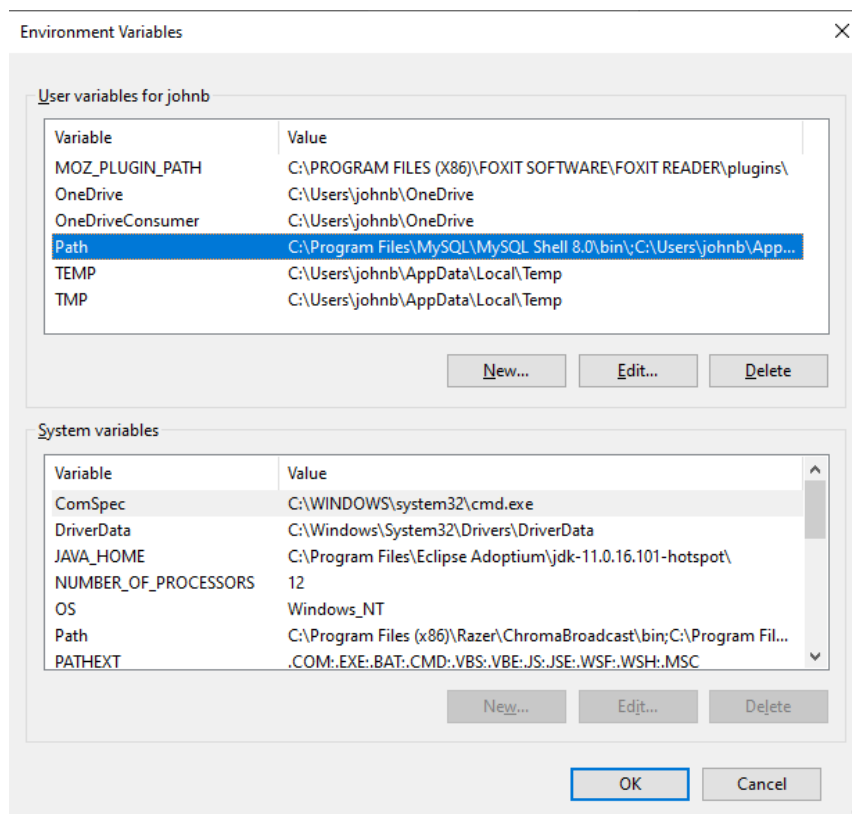 Environment Variables
User variables for johnb
Variable Value
MOZ_PLUGIN_PATH C:\PROGRAM FILES (X86)\FOXIT SOFTWARE\FOXIT READER\plugins\
OneDrive C:\Users\johnb\OneDrive
OneDriveConsumer C:\Users\johnb\OneDrive
Path C:\Program Files\MySQL\MySQL Shell 8.0\bin\;C:\Users\johnb\App...
TEMP C:\Users\johnb\AppData\Local\Temp
TMP C:\Users\johnb\AppData\Local\Temp
New... Edit... Delete
System variables
Variable Value
ComSpec C:\WINDOWS\system32\cmd.exe
DriverData C:\Windows\System32\Drivers\DriverData
JAVA_HOME C:\Program Files\Eclipse Adoptium\jdk-11.0.16.101-hotspot\
NUMBER_OF_PROCESSORS 12
OS Windows_NT
Path C:\Program Files (x86)\Razer\ChromaBroadcast\bin;C:\Program Fil...
PATHEXT .COM;.EXE;.BAT;.CMD;.VBS;.VBE;.JS;.JSE;.WSF;.WSH;.MSC
New... Edit... Delete
OK Cancel